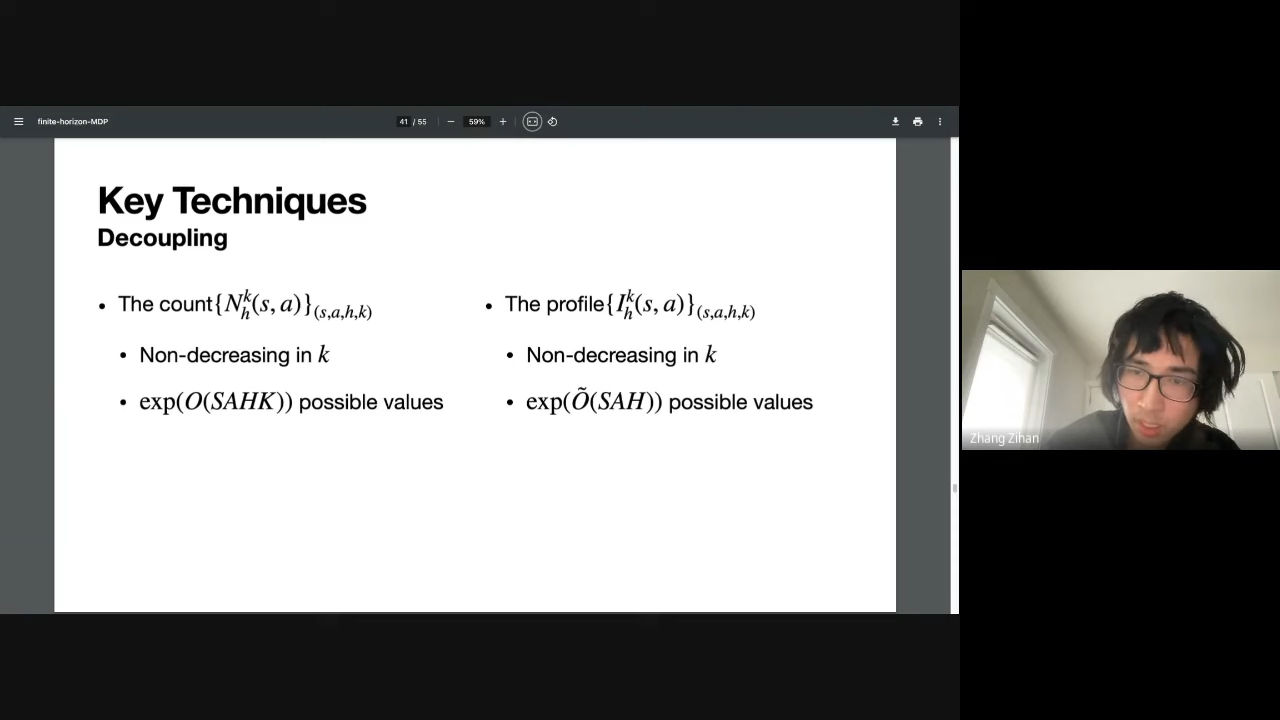 finite-horizon-MDP
41 / 55
59%
Key Techniques
Decoupling
• The count{N_h^k(s, a)}_(s,a,h,k)
• Non-decreasing in k
• exp(O(SAHK)) possible values
• The profile{I_h^k(s, a)}_(s,a,h,k)
• Non-decreasing in k
• exp(Õ(SAH)) possible values
Zhang Zihan